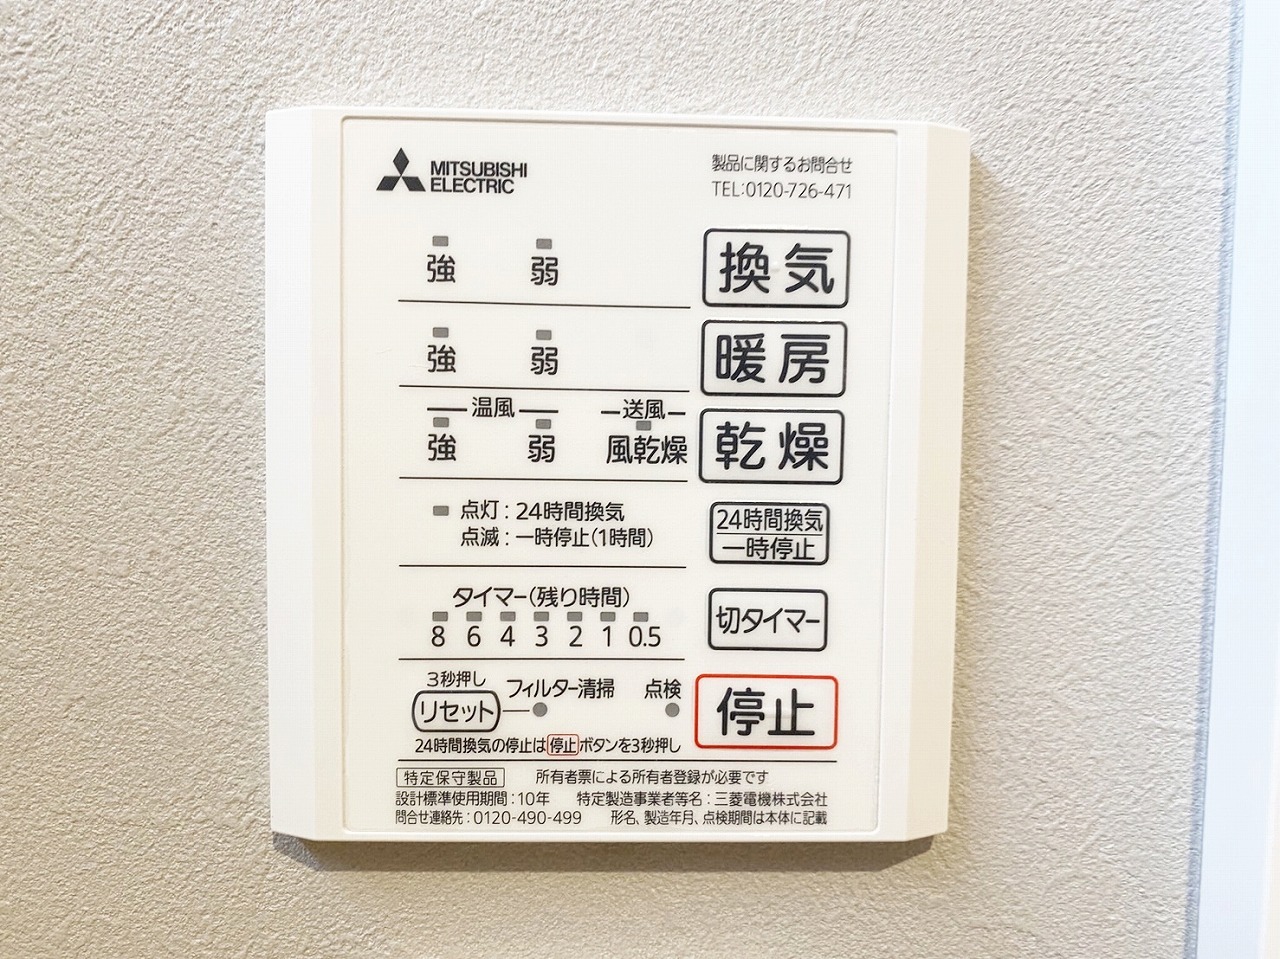 MITSUBISHI
ELECTRIC
製品に関するお問合せ
TEL:0120-726-471
強 弱 換気
強 弱 暖房
温風 送風
強 弱 風乾燥 乾燥
点灯：24時間換気
点滅：一時停止(1時間)
24時間換気
一時停止
タイマー(残り時間)
8 6 4 3 2 1 0.5
切タイマー
3秒押し
リセット フィルター清掃 点検
停止
24時間換気の停止は停止ボタンを3秒押し
特定保守製品 所有者票による所有者登録が必要です
設計標準使用期間：10年 特定製造事業者等名：三菱電機株式会社
問合せ連絡先：0120-490-499 形名、製造年月、点検期間は本体に記載